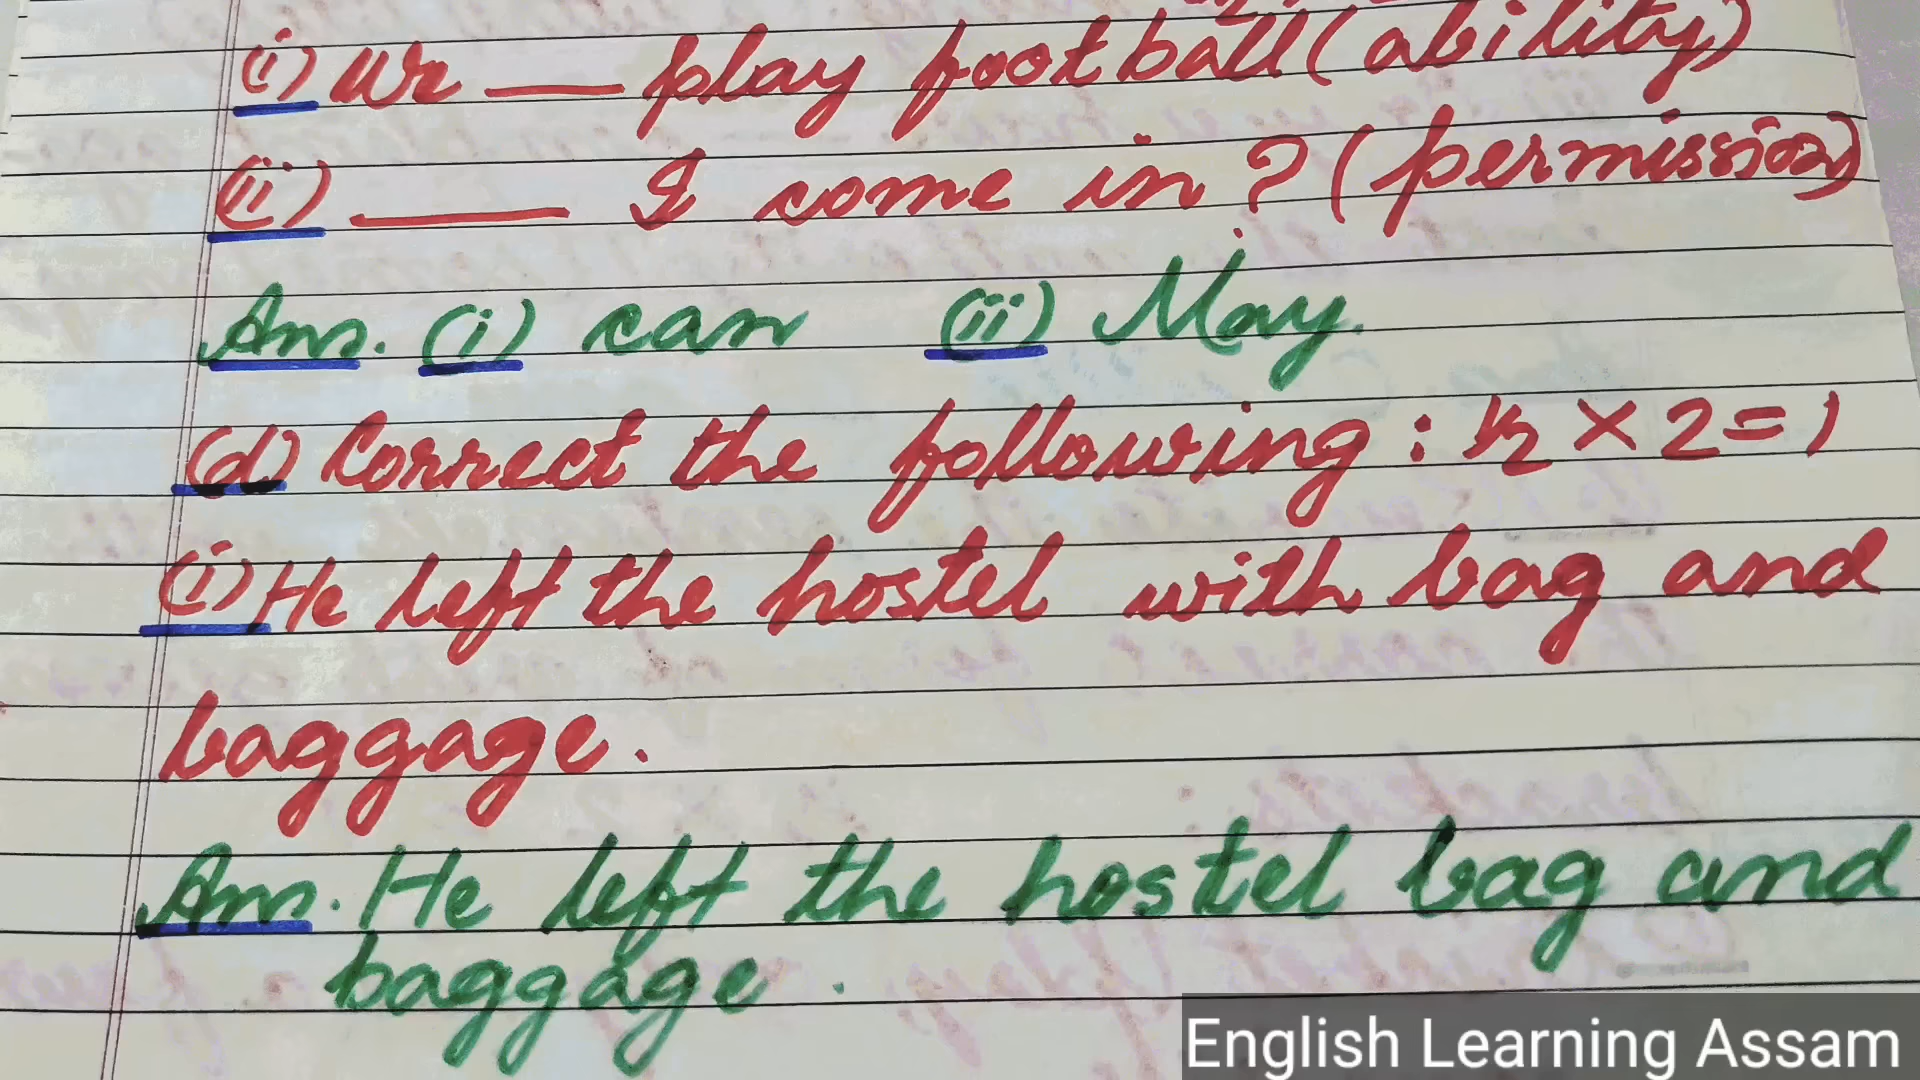 (i) We ___ play football (ability)
(ii) ___ I come in? (permission)
Ans. (i) can (ii) May.
(d) Correct the following: ½ × 2 = 1
(i) He left the hostel with bag and
baggage.
Ans. He left the hostel bag and
baggage.
English Learning Assam